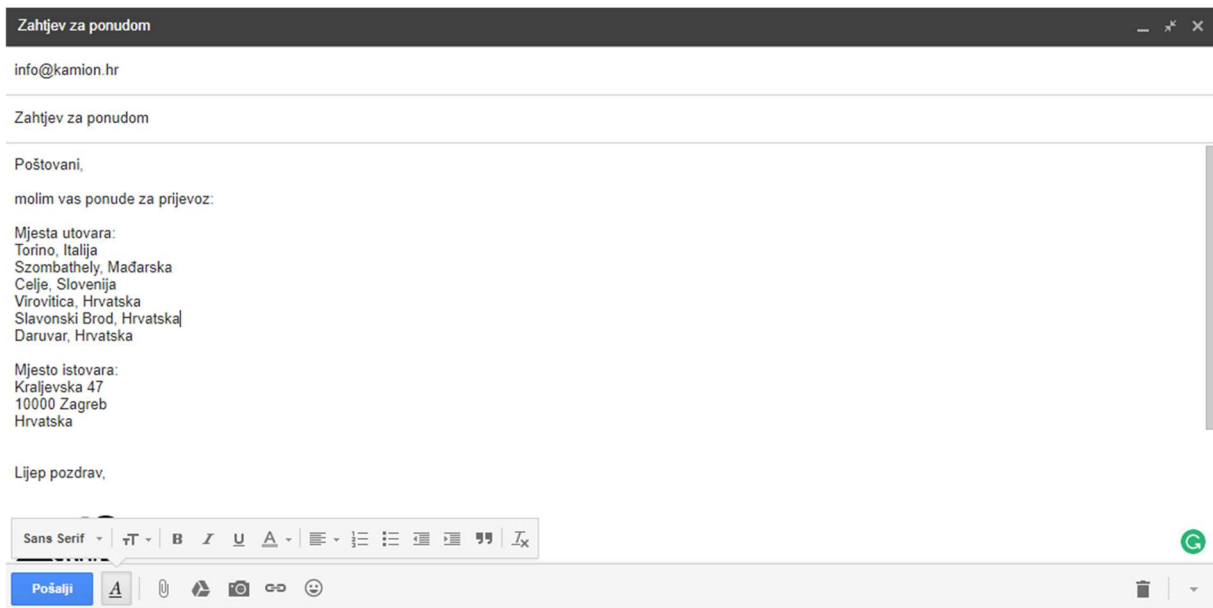 Zahtjev za ponudom
info@kamion.hr
Zahtjev za ponudom
Poštovani,
molim vas ponude za prijevoz:
Mjesta utovara:
Torino, Italija
Szombathely, Mađarska
Celje, Slovenija
Virovitica, Hrvatska
Slavonski Brod, Hrvatska
Daruvar, Hrvatska
Mjesto istovara:
Kraljevska 47
10000 Zagreb
Hrvatska
Lijep pozdrav,
Sans Serif
Pošalji